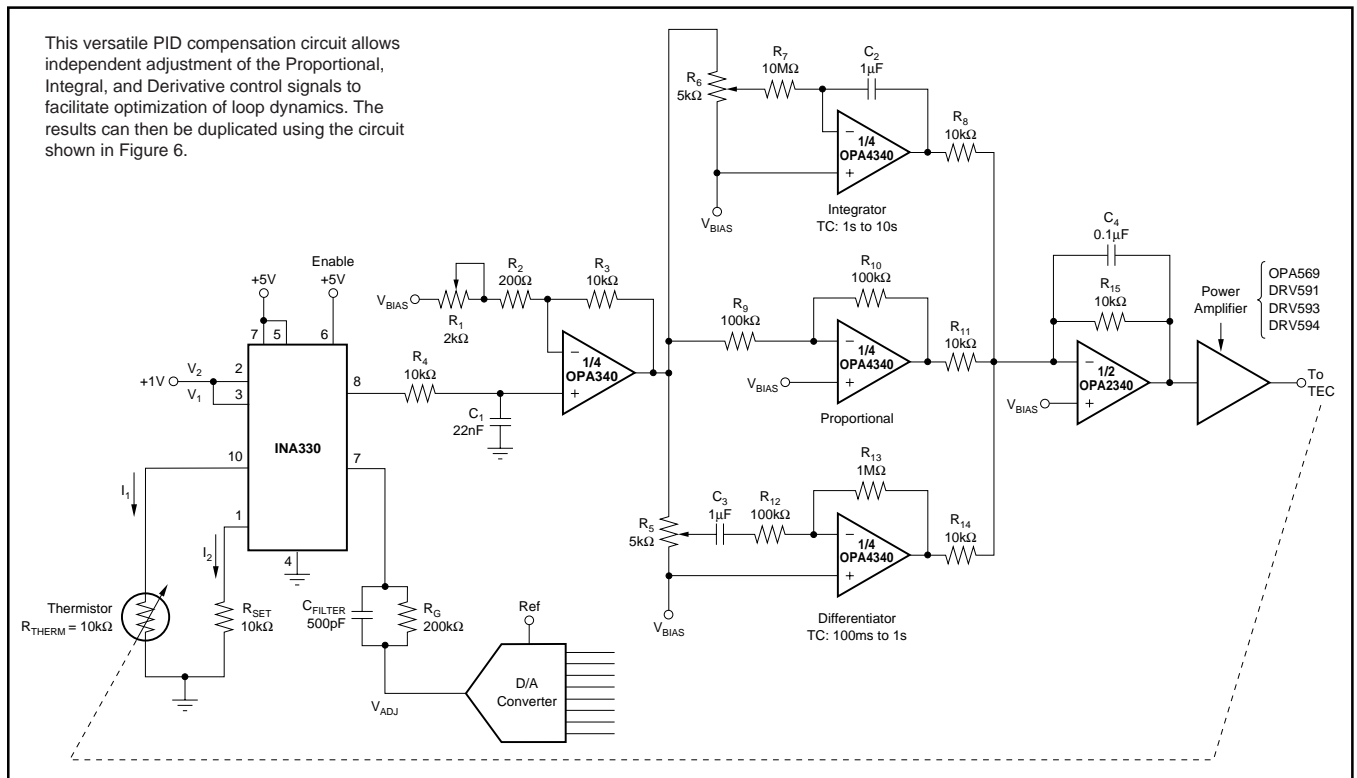 This versatile PID compensation circuit allows
independent adjustment of the Proportional,
Integral, and Derivative control signals to
facilitate optimization of loop dynamics. The
results can then be duplicated using the circuit
shown in Figure 6.
R6
5kΩ
R7
10MΩ
C2
1μF
1/4
OPA4340
−
+
R8
10kΩ
VBIAS
Integrator
TC: 1s to 10s
+5V
Enable
+5V
VBIAS
R1
2kΩ
R2
200Ω
R3
10kΩ
7
5
6
+1V
V2
V1
2
3
8
R4
10kΩ
C1
22nF
−
1/4
OPA340
+
R9
100kΩ
R10
100kΩ
−
1/4
OPA4340
+
VBIAS
Proportional
R11
10kΩ
C4
0.1μF
R15
10kΩ
−
1/2
OPA2340
+
VBIAS
Power
Amplifier
OPA569
DRV591
DRV593
DRV594
To
TEC
INA330
10
7
1
4
I1
I2
Thermistor
RTHERM = 10kΩ
RSET
10kΩ
CFILTER
500pF
RG
200kΩ
VADJ
Ref
D/A
Converter
R5
5kΩ
C3
1μF
R12
100kΩ
R13
1MΩ
−
1/4
OPA4340
+
R14
10kΩ
VBIAS
Differentiator
TC: 100ms to 1s